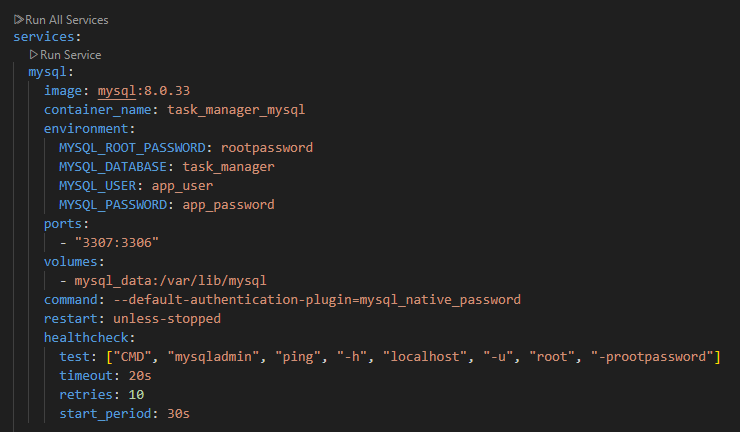 Run All Services
services:
Run Service
mysql:
image: mysql:8.0.33
container_name: task_manager_mysql
environment:
MYSQL_ROOT_PASSWORD: rootpassword
MYSQL_DATABASE: task_manager
MYSQL_USER: app_user
MYSQL_PASSWORD: app_password
ports:
- "3307:3306"
volumes:
- mysql_data:/var/lib/mysql
command: --default-authentication-plugin=mysql_native_password
restart: unless-stopped
healthcheck:
test: ["CMD", "mysqladmin", "ping", "-h", "localhost", "-u", "root", "-prootpassword"]
timeout: 20s
retries: 10
start_period: 30s